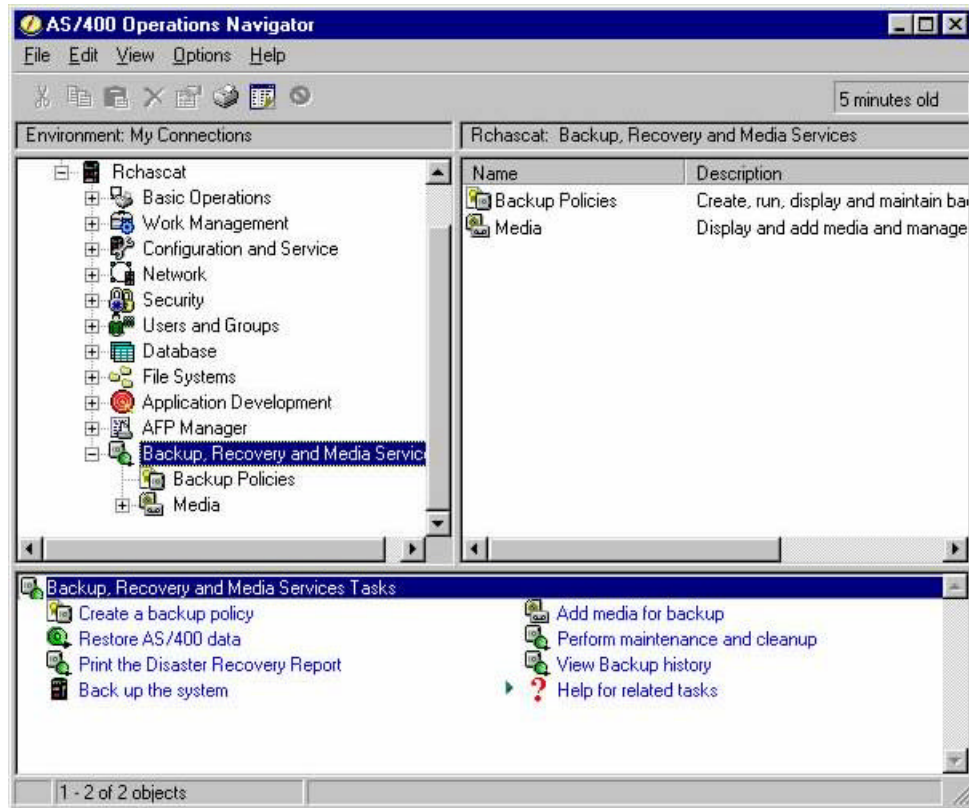 AS/400 Operations Navigator
File Edit View Options Help
5 minutes old
Environment: My Connections
Rchascat: Backup, Recovery and Media Services
Rchascat
Basic Operations
Work Management
Configuration and Service
Network
Security
Users and Groups
Database
File Systems
Application Development
AFP Manager
Backup, Recovery and Media Servic
Backup Policies
Media
Name Description
Backup Policies Create, run, display and maintain ba
Media Display and add media and manage
Backup, Recovery and Media Services Tasks
Create a backup policy
Restore AS/400 data
Print the Disaster Recovery Report
Back up the system
Add media for backup
Perform maintenance and cleanup
View Backup history
? Help for related tasks
1 - 2 of 2 objects